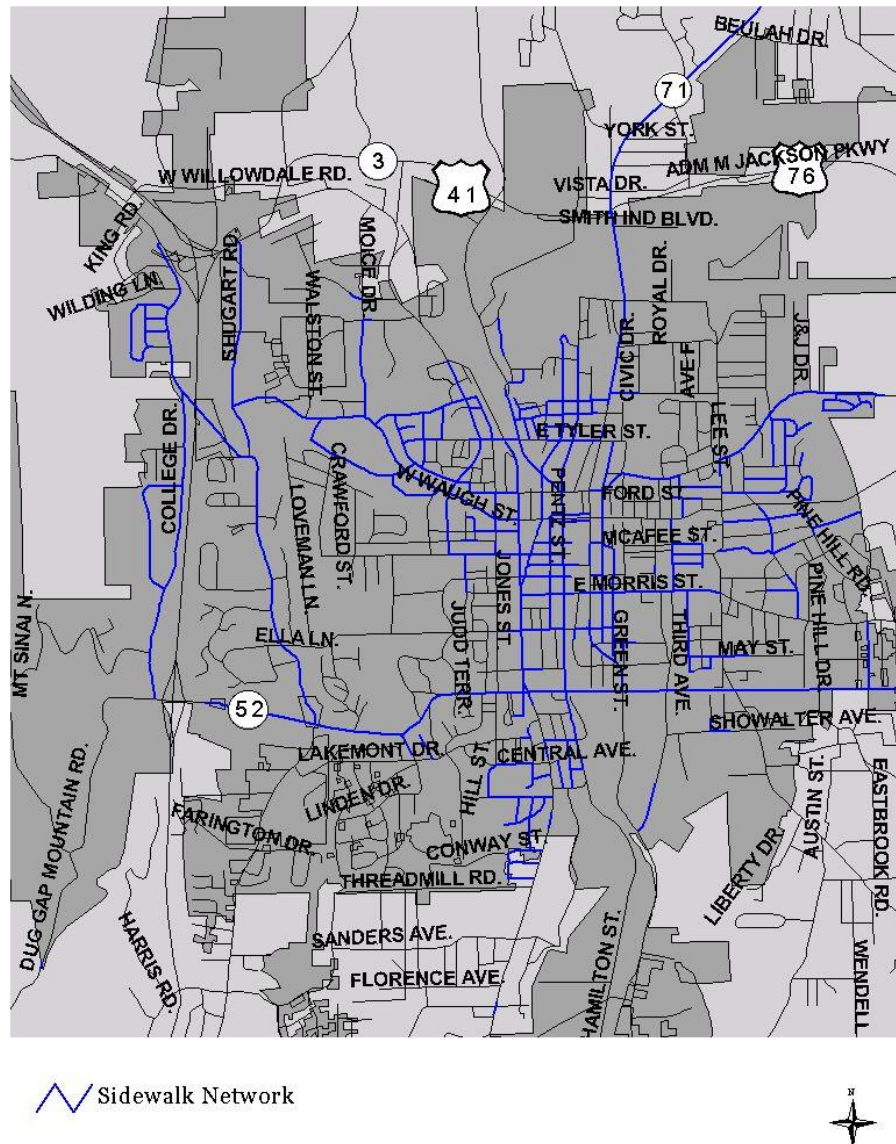 BEULAH DR.
71
YORK ST.
3
W WILLOWDALE RD.
ADM M JACKSON PKWY
41
VISTA DR.
76
SMITH IND BLVD.
KING RD.
WILDING LN.
SHUGART RD.
WALSTON ST.
MOICE DR.
CIVIC DR.
ROYAL DR.
AVE F
J&J DR.
COLLEGE DR.
E TYLER ST.
LEE ST.
CRAWFORD ST.
LOVEMAN LN.
W WAUGH ST.
PENTZ ST.
FORD ST.
PINE HILL RD.
MCAFEE ST.
JONES ST.
E MORRIS ST.
MT SINAI N.
ELLA LN.
JUDD TERR.
GREEN ST.
THIRD AVE.
MAY ST.
PINE HILL DR.
52
SHOWALTER AVE.
LAKEMONT DR.
CENTRAL AVE.
HILL ST.
LINDEN DR.
DUG GAP MOUNTAIN RD.
FARINGTON DR.
CONWAY ST.
THREADMILL RD.
AUSTIN ST.
EASTBROOK RD.
LIBERTY DR.
HARRIS RD.
SANDERS AVE.
FLORENCE AVE.
HAMILTON ST.
WENDELL
Sidewalk Network
N